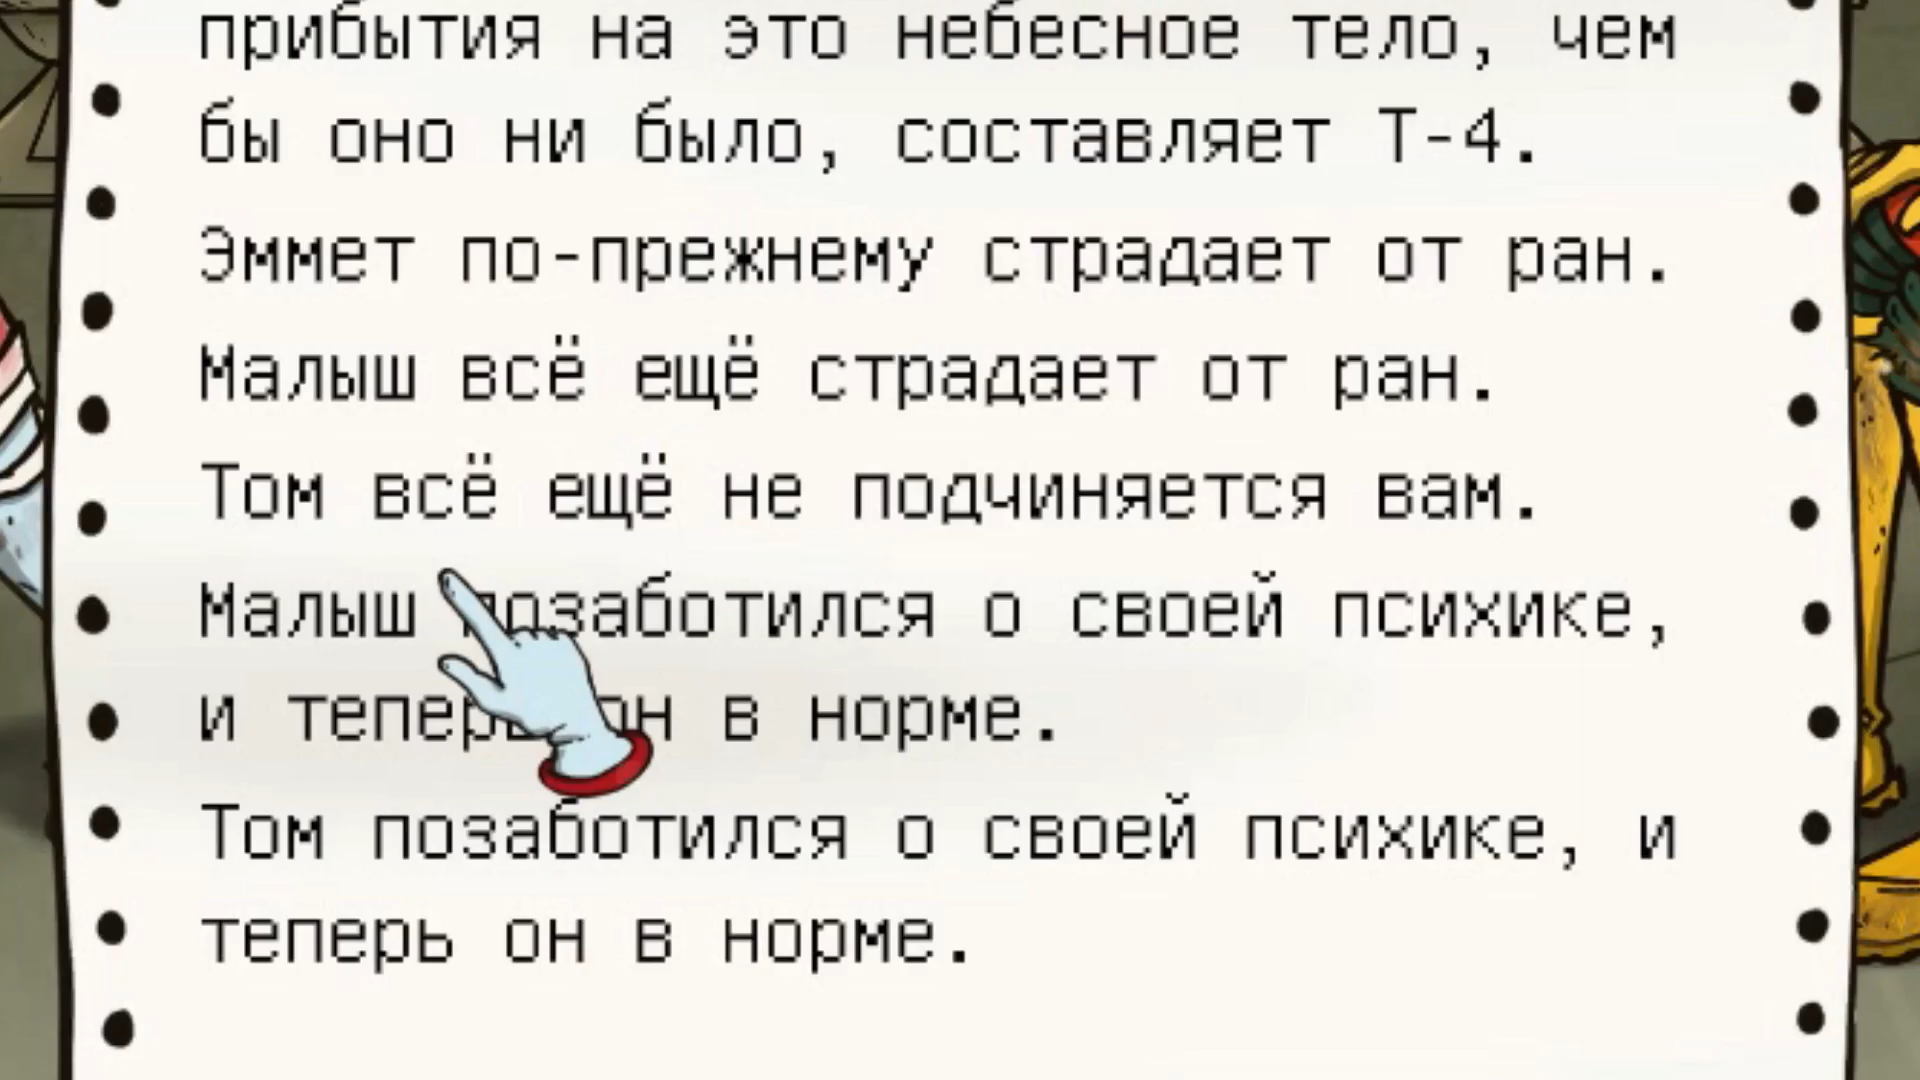 прибытия на это небесное тело, чем
бы оно ни было, составляет Т-4.
Эммет по-прежнему страдает от ран.
Малыш всё ещё страдает от ран.
Том всё ещё не подчиняется вам.
Малыш позаботился о своей психике,
и теперь он в норме.
Том позаботился о своей психике, и
теперь он в норме.